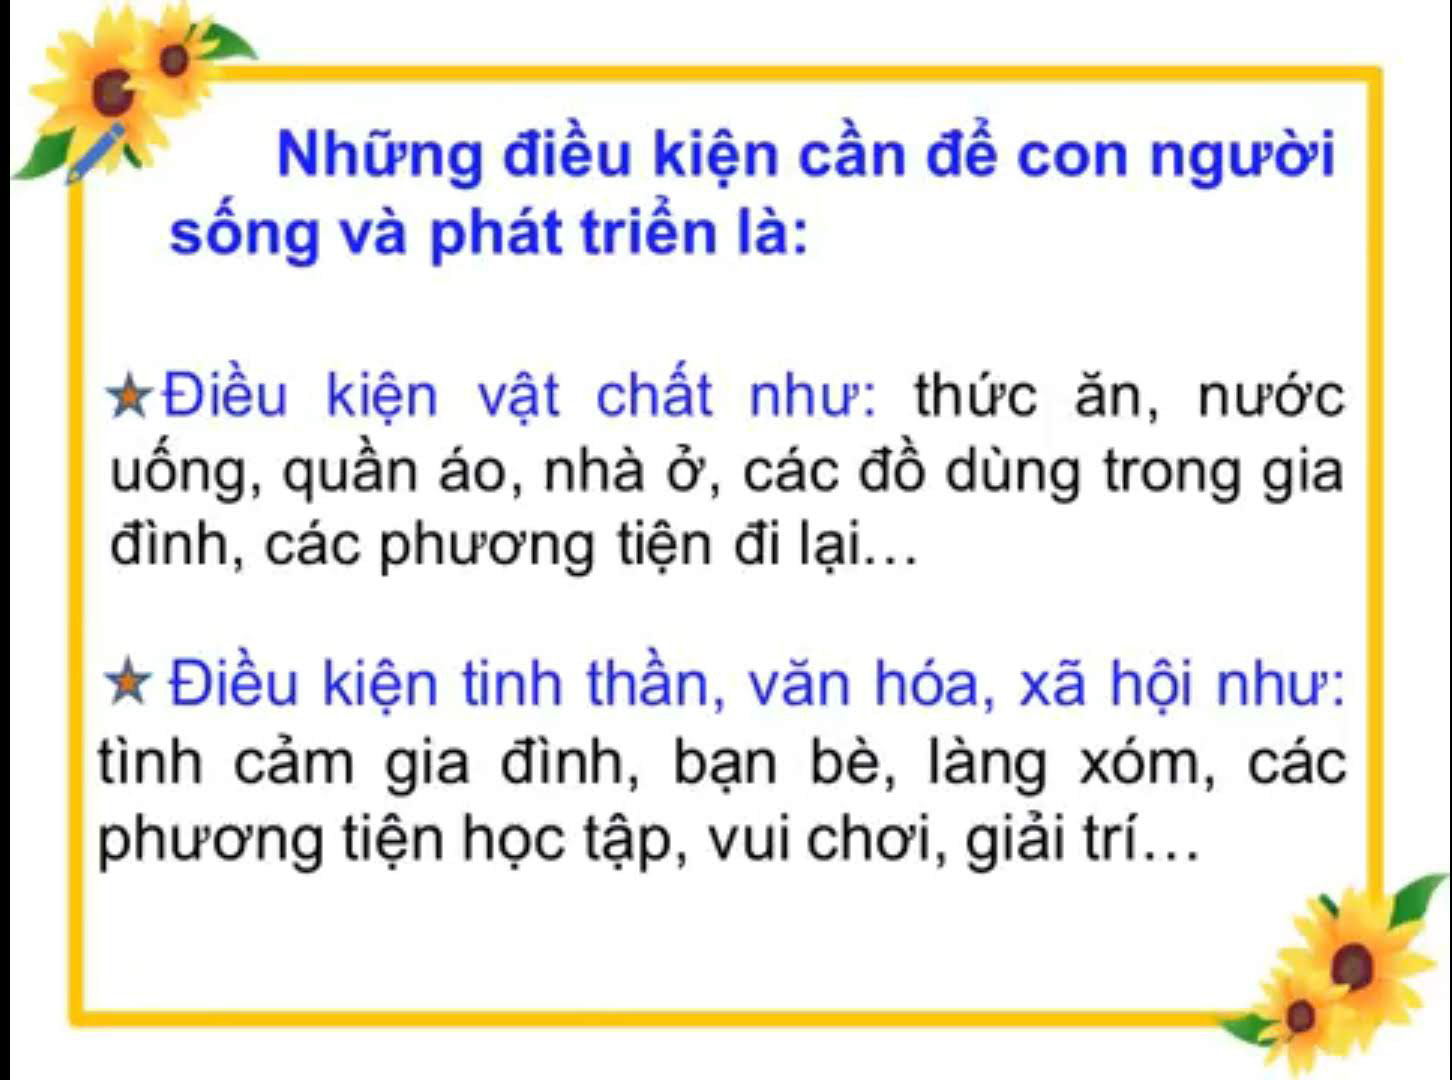 Những điều kiện cần để con người
sống và phát triển là:
Điều kiện vật chất như: thức ăn, nước
uống, quần áo, nhà ở, các đồ dùng trong gia
đình, các phương tiện đi lại...
Điều kiện tinh thần, văn hóa, xã hội như:
tình cảm gia đình, bạn bè, làng xóm, các
phương tiện học tập, vui chơi, giải trí...